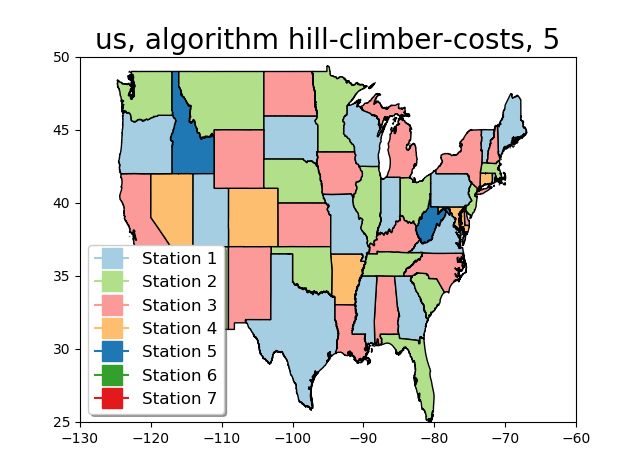 us, algorithm hill-climber-costs, 5
50
45
40
35
30
25
Station 1
Station 2
Station 3
Station 4
Station 5
Station 6
Station 7
−130 −120 −110 −100 −90 −80 −70 −60